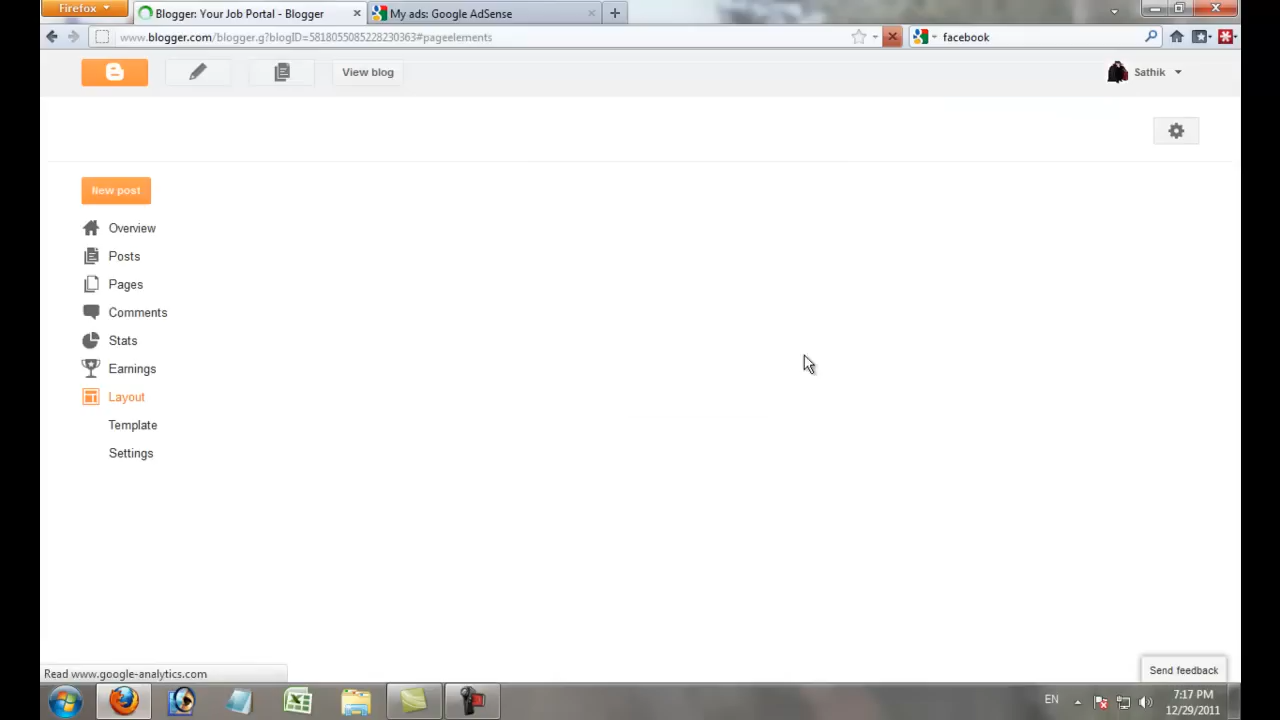 Firefox
Blogger: Your Job Portal - Blogger
My ads: Google AdSense
www.blogger.com/blogger.g?blogID=5818055085228230363#pageelements
facebook
View blog
Sathik
New post
Overview
Posts
Pages
Comments
Stats
Earnings
Layout
Template
Settings
Read www.google-analytics.com
Send feedback
EN
7:17 PM
12/29/2011